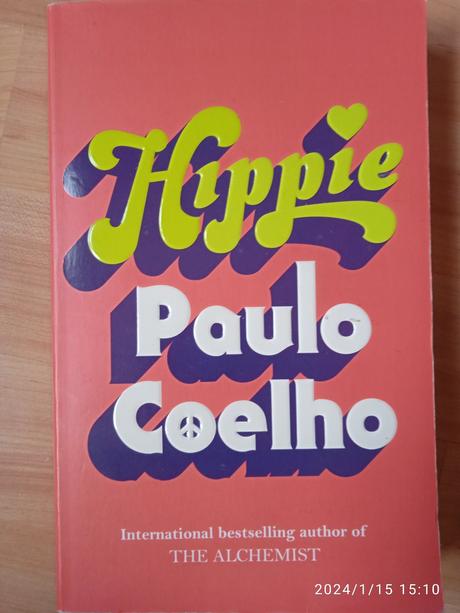 Hippie
Paulo
Coelho
International bestselling author of
THE ALCHEMIST
2024/1/15 15:10